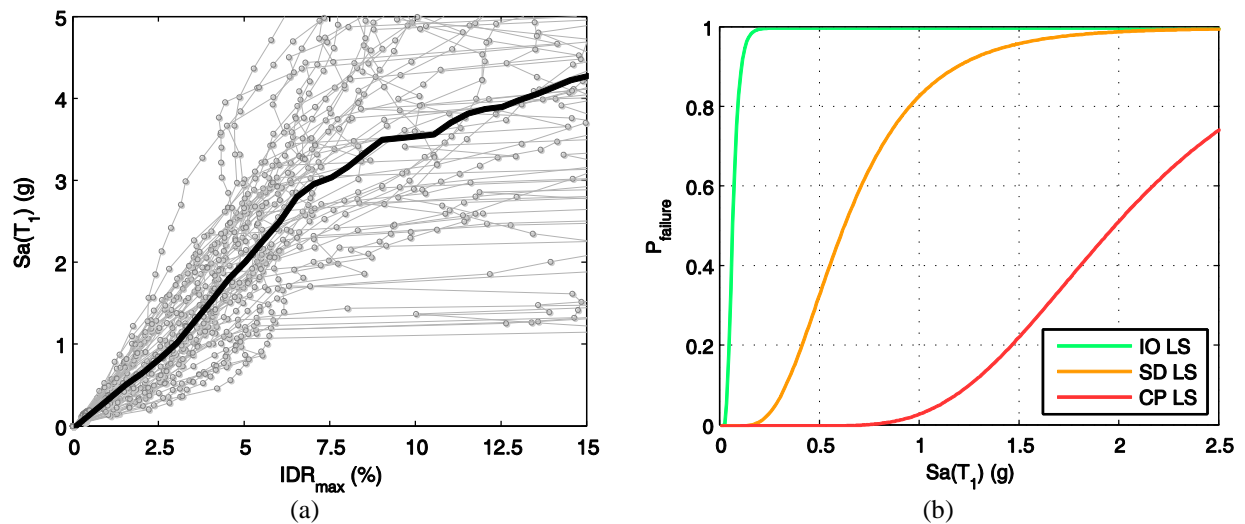 5
4
3
2
1
0
Sa(T1) (g)
0 2.5 5 7.5 10 12.5 15
IDRmax (%)
(a)
1
0.8
0.6
0.4
0.2
0
Pfailure
0 0.5 1 1.5 2 2.5
Sa(T1) (g)
IO LS
SD LS
CP LS
(b)